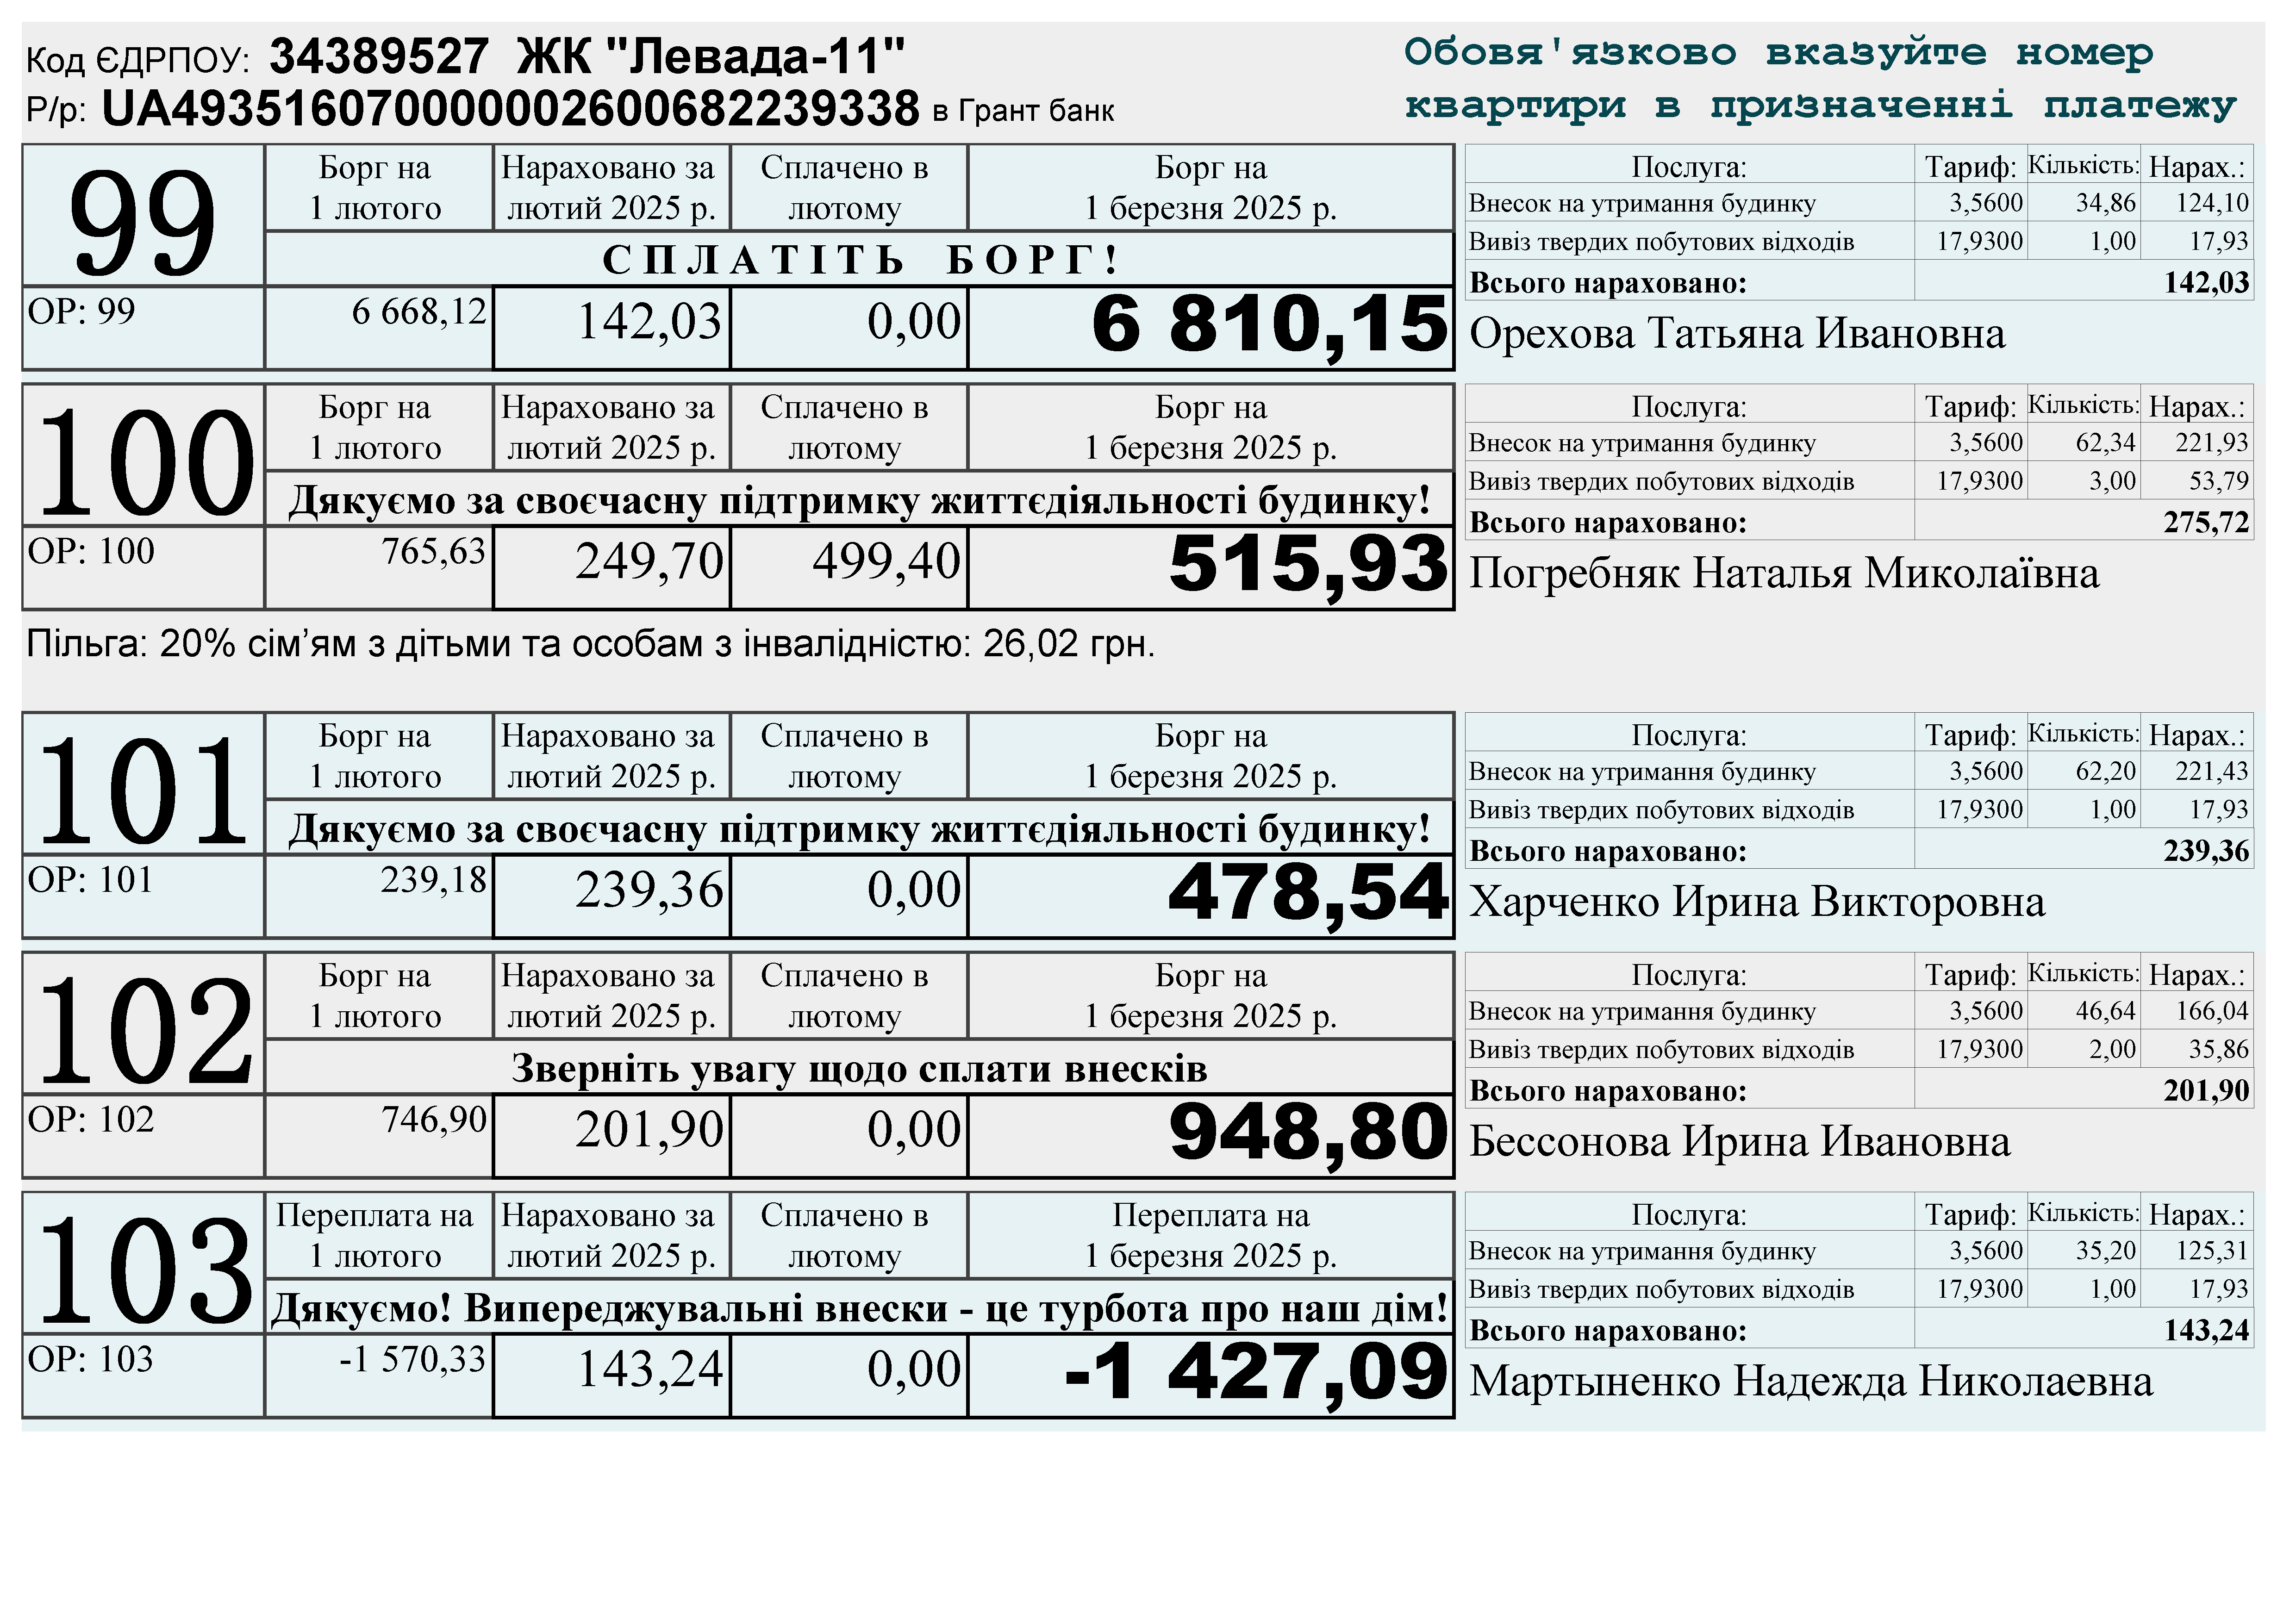 Код ЄДРПОУ: 34389527 ЖК "Левада-11"
Р/р: UA493516070000002600682239338 в Грант банк
Обовя'язково вказуйте номер
квартири в призначенні платежу
99
Борг на
1 лютого
Нараховано за
лютий 2025 р.
Сплачено в
лютому
Борг на
1 березня 2025 р.
СПЛАТІТЬ БОРГ!
ОР: 99 6 668,12 142,03 0,00 6 810,15
Послуга: Тариф: Кількість: Нарах.:
Внесок на утримання будинку 3,5600 34,86 124,10
Вивіз твердих побутових відходів 17,9300 1,00 17,93
Всього нараховано: 142,03
Орехова Татьяна Ивановна
100
Борг на
1 лютого
Нараховано за
лютий 2025 р.
Сплачено в
лютому
Борг на
1 березня 2025 р.
Дякуємо за своєчасну підтримку життєдіяльності будинку!
ОР: 100 765,63 249,70 499,40 515,93
Послуга: Тариф: Кількість: Нарах.:
Внесок на утримання будинку 3,5600 62,34 221,93
Вивіз твердих побутових відходів 17,9300 3,00 53,79
Всього нараховано: 275,72
Погребняк Наталья Миколаївна
Пільга: 20% сім’ям з дітьми та особам з інвалідністю: 26,02 грн.
101
Борг на
1 лютого
Нараховано за
лютий 2025 р.
Сплачено в
лютому
Борг на
1 березня 2025 р.
Дякуємо за своєчасну підтримку життєдіяльності будинку!
ОР: 101 239,18 239,36 0,00 478,54
Послуга: Тариф: Кількість: Нарах.:
Внесок на утримання будинку 3,5600 62,20 221,43
Вивіз твердих побутових відходів 17,9300 1,00 17,93
Всього нараховано: 239,36
Харченко Ирина Викторовна
102
Борг на
1 лютого
Нараховано за
лютий 2025 р.
Сплачено в
лютому
Борг на
1 березня 2025 р.
Зверніть увагу щодо сплати внесків
ОР: 102 746,90 201,90 0,00 948,80
Послуга: Тариф: Кількість: Нарах.:
Внесок на утримання будинку 3,5600 46,64 166,04
Вивіз твердих побутових відходів 17,9300 2,00 35,86
Всього нараховано: 201,90
Бессонова Ирина Ивановна
103
Переплата на
1 лютого
Нараховано за
лютий 2025 р.
Сплачено в
лютому
Переплата на
1 березня 2025 р.
Дякуємо! Випереджувальні внески - це турбота про наш дім!
ОР: 103 -1 570,33 143,24 0,00 -1 427,09
Послуга: Тариф: Кількість: Нарах.:
Внесок на утримання будинку 3,5600 35,20 125,31
Вивіз твердих побутових відходів 17,9300 1,00 17,93
Всього нараховано: 143,24
Мартыненко Надежда Николаевна